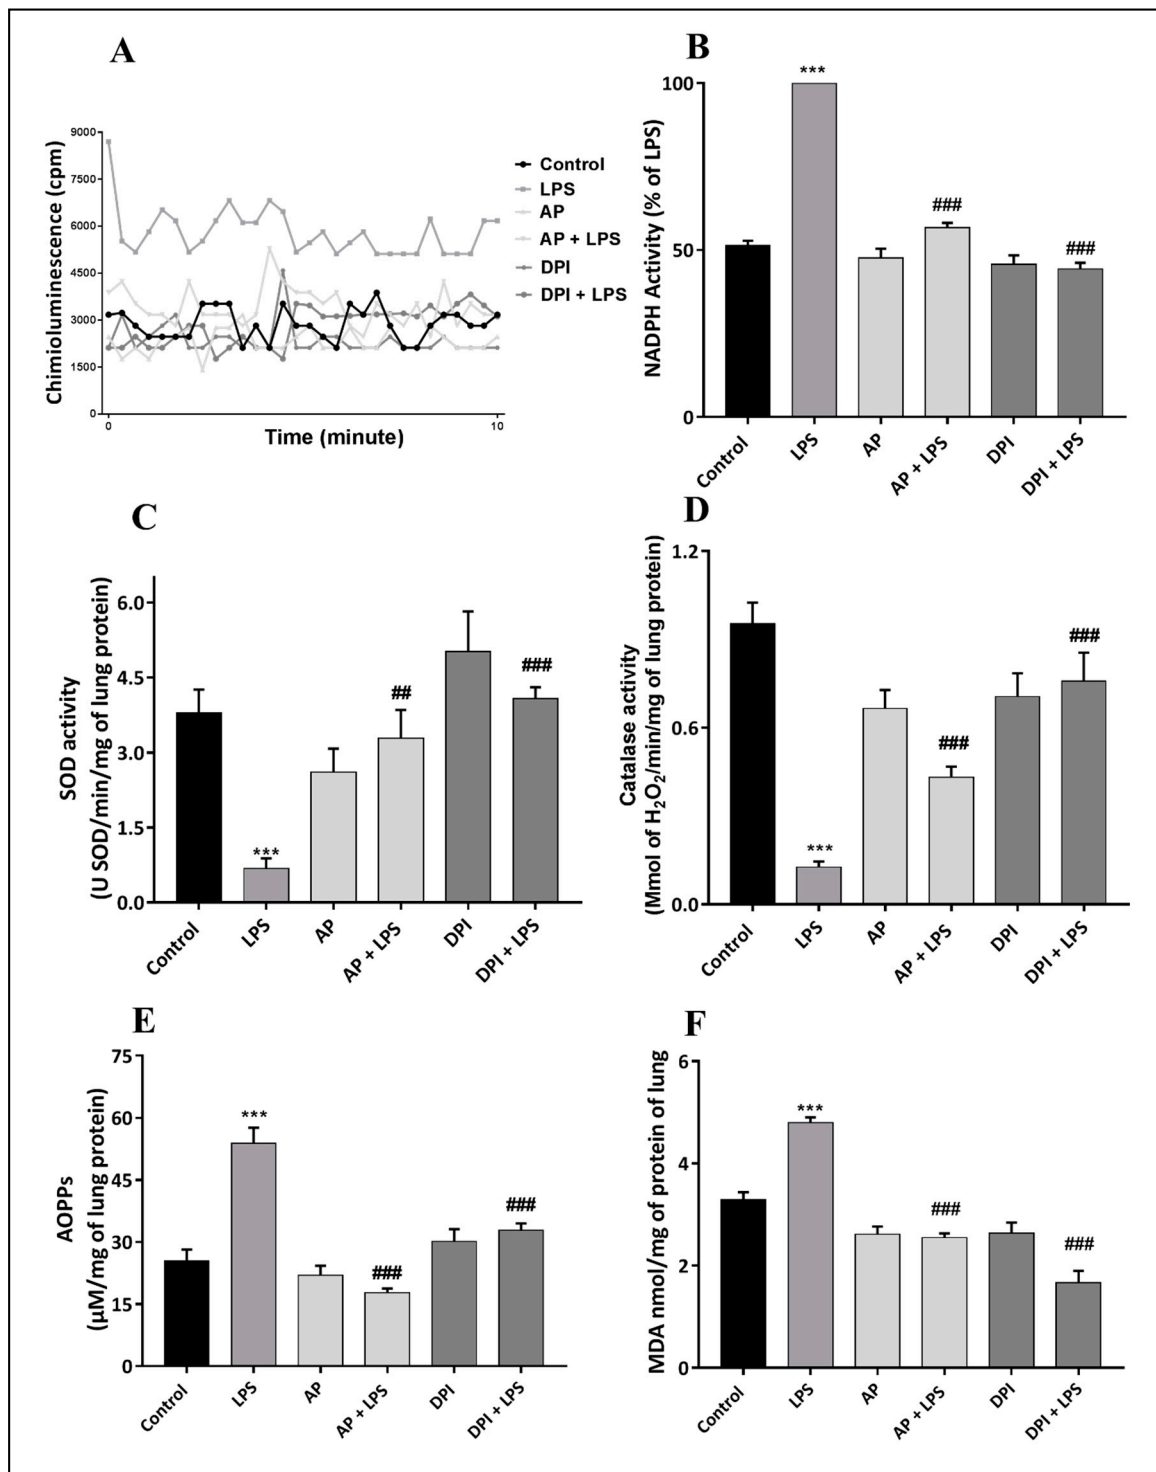 A
Chimioluminescence (cpm)
9000
7500
6000
4500
3000
1500
0
0
10
Time (minute)
Control
LPS
AP
AP + LPS
DPI
DPI + LPS
B
NADPH Activity (% of LPS)
100
50
0
***
###
###
Control
LPS
AP
AP + LPS
DPI
DPI + LPS
C
SOD activity
(U SOD/min/mg of lung protein)
6.0
4.5
3.0
1.5
0.0
***
##
###
Control
LPS
AP
AP + LPS
DPI
DPI + LPS
D
Catalase activity
(Mmol of H₂O₂/min/mg of lung protein)
1.2
0.6
0.0
***
###
###
Control
LPS
AP
AP + LPS
DPI
DPI + LPS
E
AOPPs
(µM/mg of lung protein)
75
60
45
30
15
0
***
###
###
Control
LPS
AP
AP + LPS
DPI
DPI + LPS
F
MDA nmol/mg of protein of lung
6
4
2
0
***
###
###
Control
LPS
AP
AP + LPS
DPI
DPI + LPS